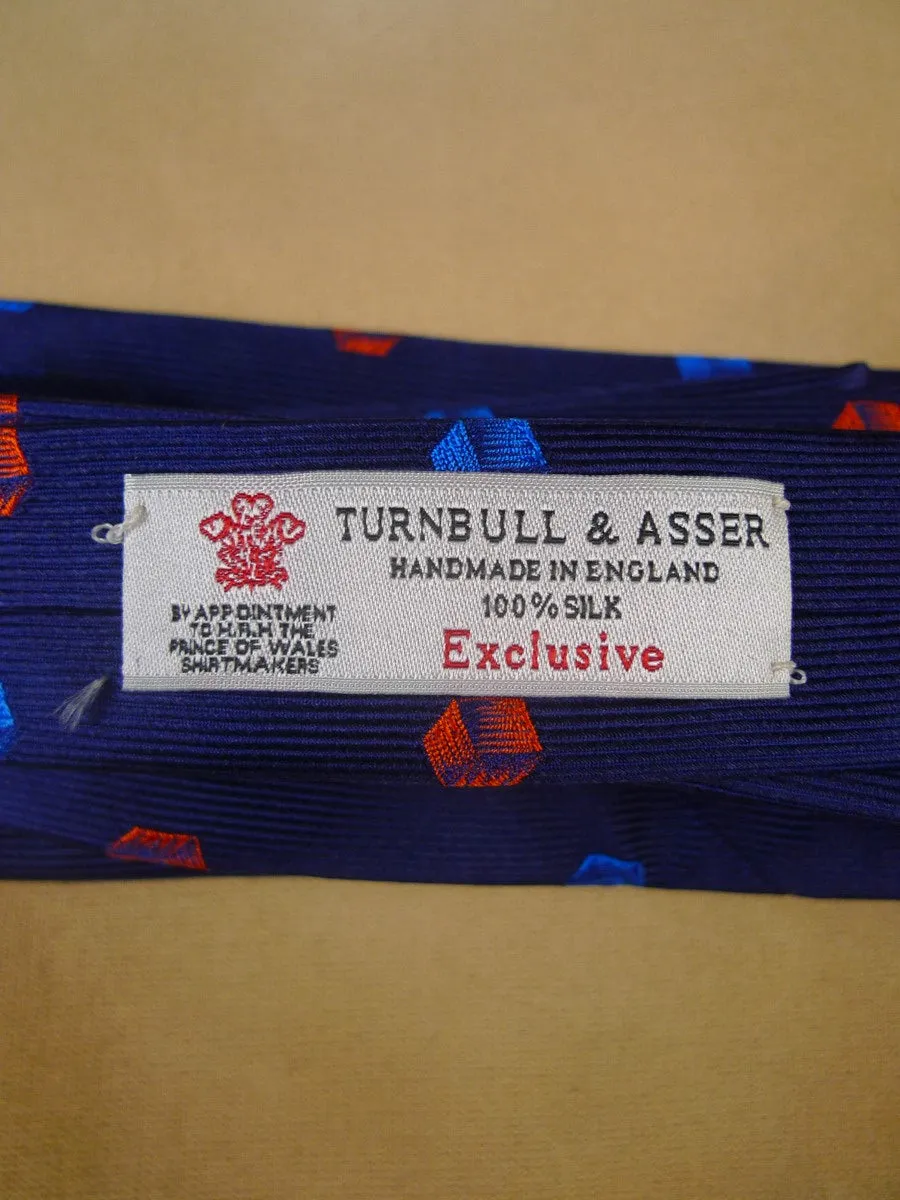 TURNBULL & ASSER
HANDMADE IN ENGLAND
100% SILK
Exclusive
BY APPOINTMENT
TO H.R.H THE
PRINCE OF WALES
SHIRTMAKERS